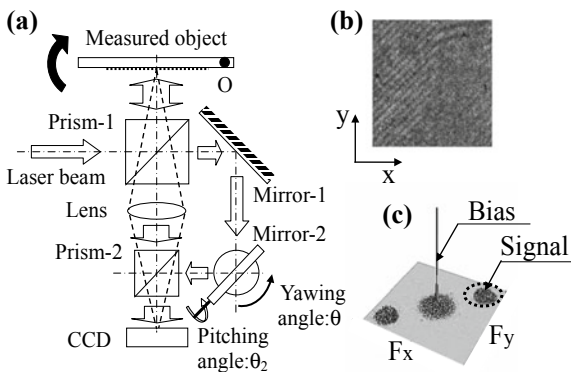 (a)
Measured object
O
Prism-1
Laser beam
Mirror-1
Lens
Mirror-2
Prism-2
Yawing
angle:θ
CCD
Pitching
angle:θ₂
(b)
y
x
(c)
Bias
Signal
Fx
Fy